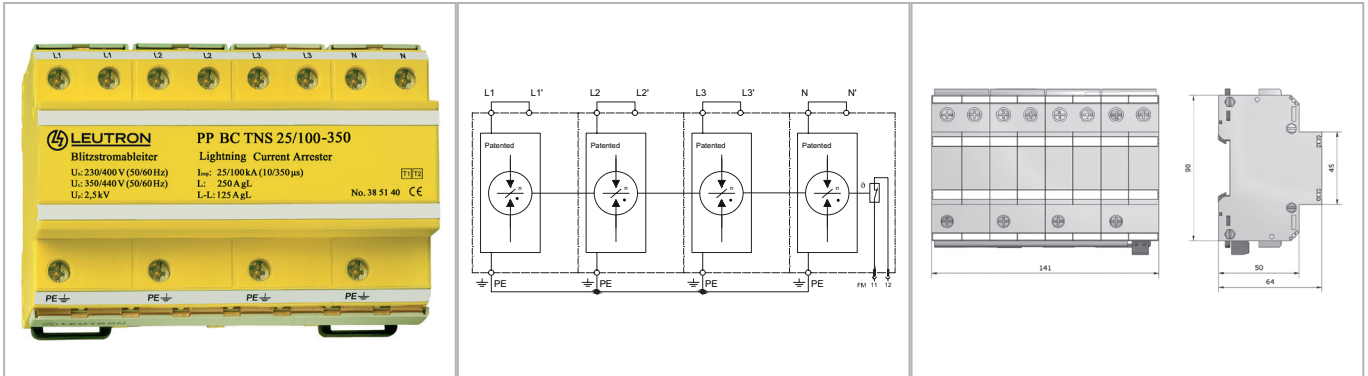 L1 L1 L2 L2 L3 L3 N N
LEUTRON
Blitzstromableiter
Uₙ: 230/400 V (50/60 Hz)
U꜀: 350/440 V (50/60 Hz)
Uₚ: 2,5 kV
PP BC TNS 25/100-350
Lightning Current Arrester
Iimp: 25/100 kA (10/350 µs)
L: 250 A gL
L-L: 125 A gL
T1 T2
No. 38 51 40 CE
PE PE PE PE
LEUTRON
L1 L1' L2 L2' L3 L3' N N'
Patented Patented Patented Patented
n n n n
ϑ
PE PE PE PE
FM 11 12
141
90
45
50
64